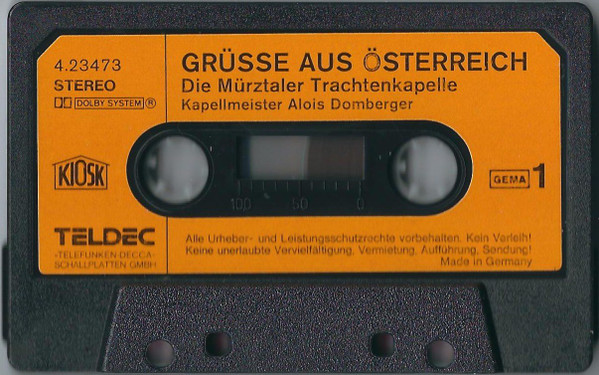 4.23473
STEREO
DOLBY SYSTEM ®
GRÜSSE AUS ÖSTERREICH
Die Mürztaler Trachtenkapelle
Kapellmeister Alois Domberger
KIOSK
100 50 0
GEMA 1
TELDEC
»TELEFUNKEN-DECCA«
SCHALLPLATTEN GMBH
Alle Urheber- und Leistungsschutzrechte vorbehalten. Kein Verleih!
Keine unerlaubte Vervielfältigung, Vermietung, Aufführung, Sendung!
Made in Germany